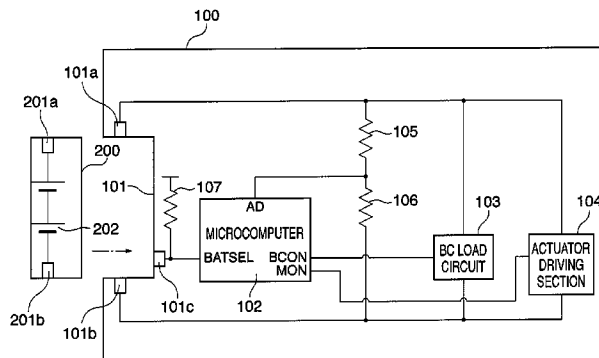 100
101a
201a
200
101
107
105
AD
MICROCOMPUTER
106
103
104
202
BATSEL
BCON
MON
BC LOAD
CIRCUIT
ACTUATOR
DRIVING
SECTION
102
101c
201b
101b